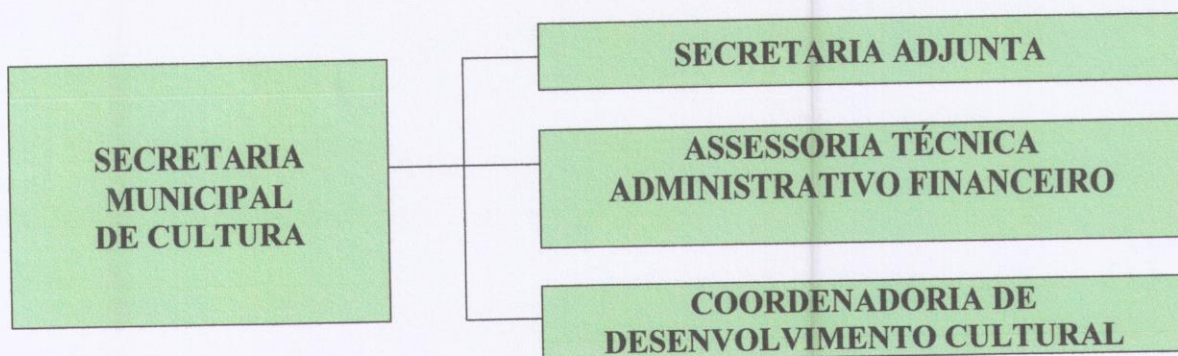 SECRETARIA
MUNICIPAL
DE CULTURA
SECRETARIA ADJUNTA
ASSESSORIA TÉCNICA
ADMINISTRATIVO FINANCEIRO
COORDENADORIA DE
DESENVOLVIMENTO CULTURAL